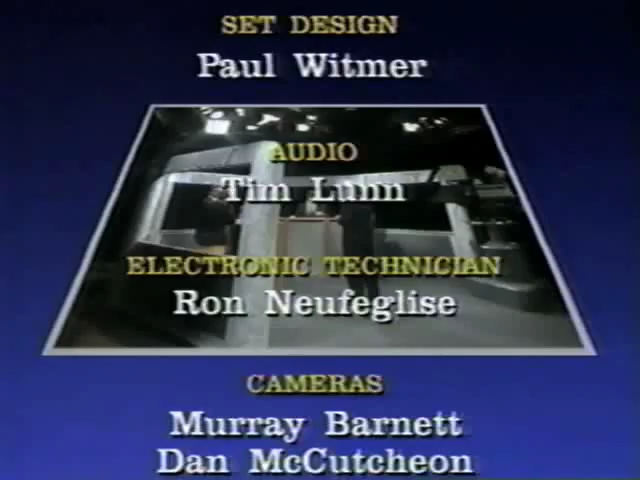 SET DESIGN
Paul Witmer
AUDIO
Tim Lunn
ELECTRONIC TECHNICIAN
Ron Neufeglise
CAMERAS
Murray Barnett
Dan McCutcheon